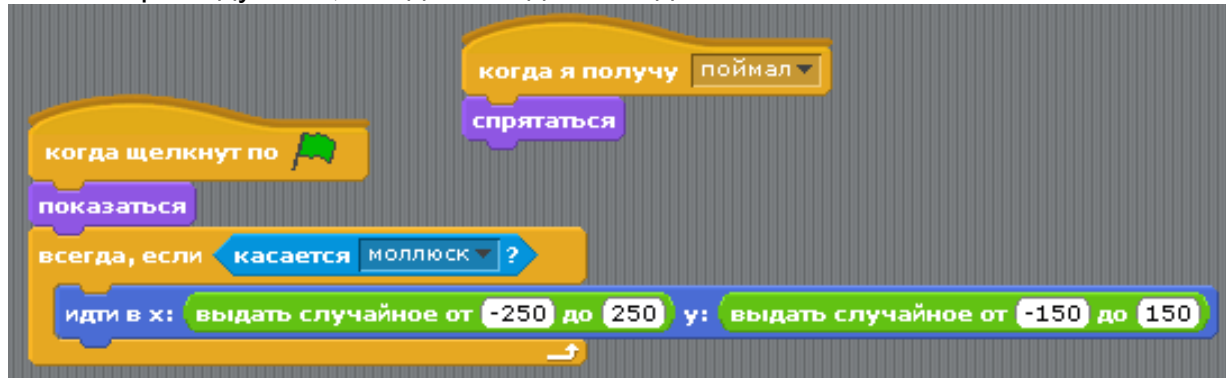 когда я получу поймал
спрятаться
когда щелкнут по
показаться
всегда, если касается моллюск ?
идти в x: выдать случайное от -250 до 250 y: выдать случайное от -150 до 150